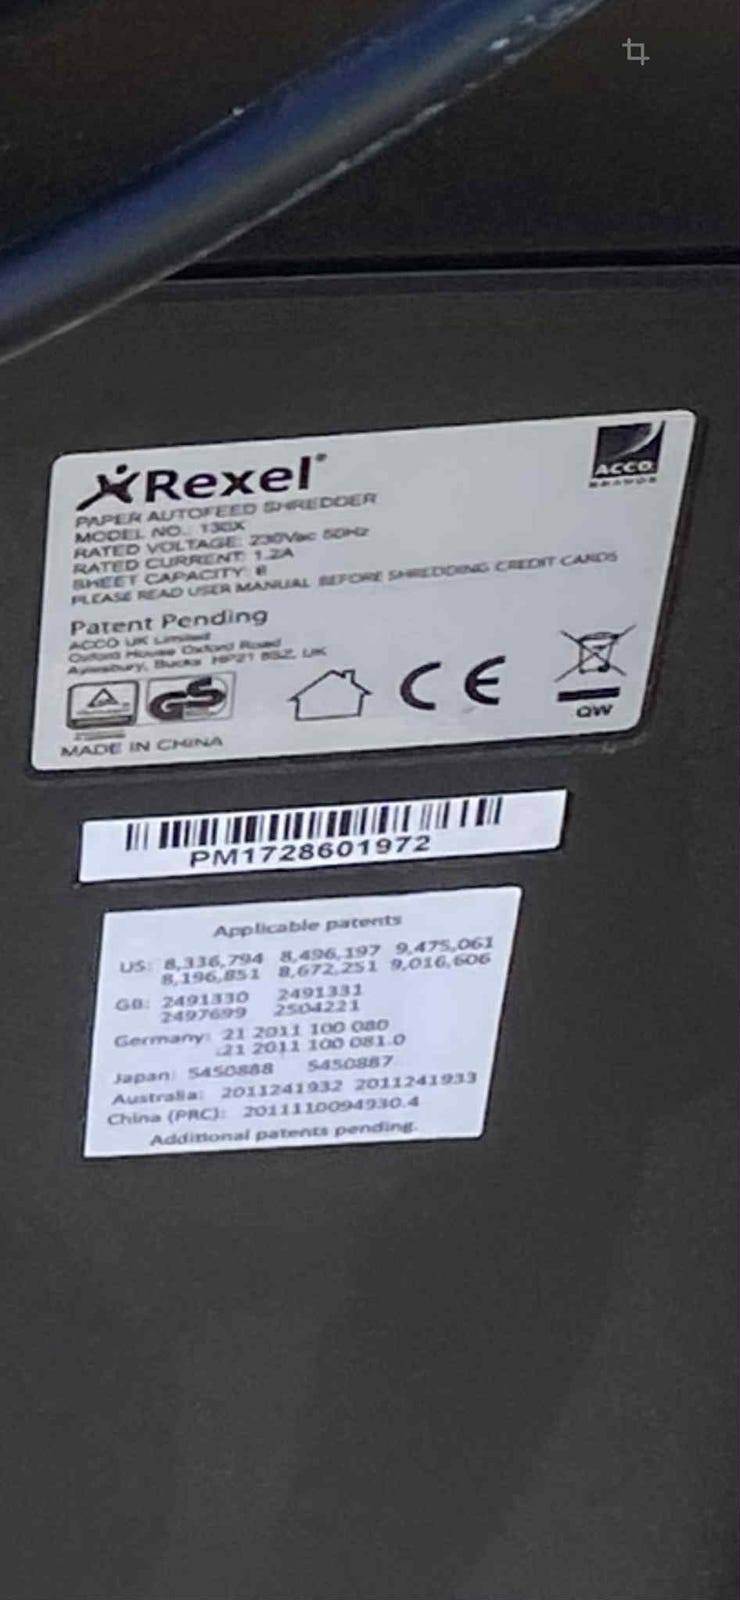 Rexel®
PAPER AUTOFEED SHREDDER
MODEL NO.: 130X
RATED VOLTAGE: 230Vac 50Hz
RATED CURRENT: 1.2A
SHEET CAPACITY: 6
PLEASE READ USER MANUAL BEFORE SHREDDING CREDIT CARDS
Patent Pending
ACCO UK Limited
Oxford House Oxford Road
Aylesbury, Bucks HP21 8SZ, UK
MADE IN CHINA
ACCO
BRANDS
GS
CE
QW
PM1728601972
Applicable patents
US: 8,336,794 8,496,197 9,475,061
8,196,851 8,672,251 9,016,606
GB: 2491330 2491331
2497699 2504221
Germany: 21 2011 100 080
.21 2011 100 081.0
Japan: 5450888 5450887
Australia: 2011241932 2011241933
China (PRC): 2011110094930.4
Additional patents pending.